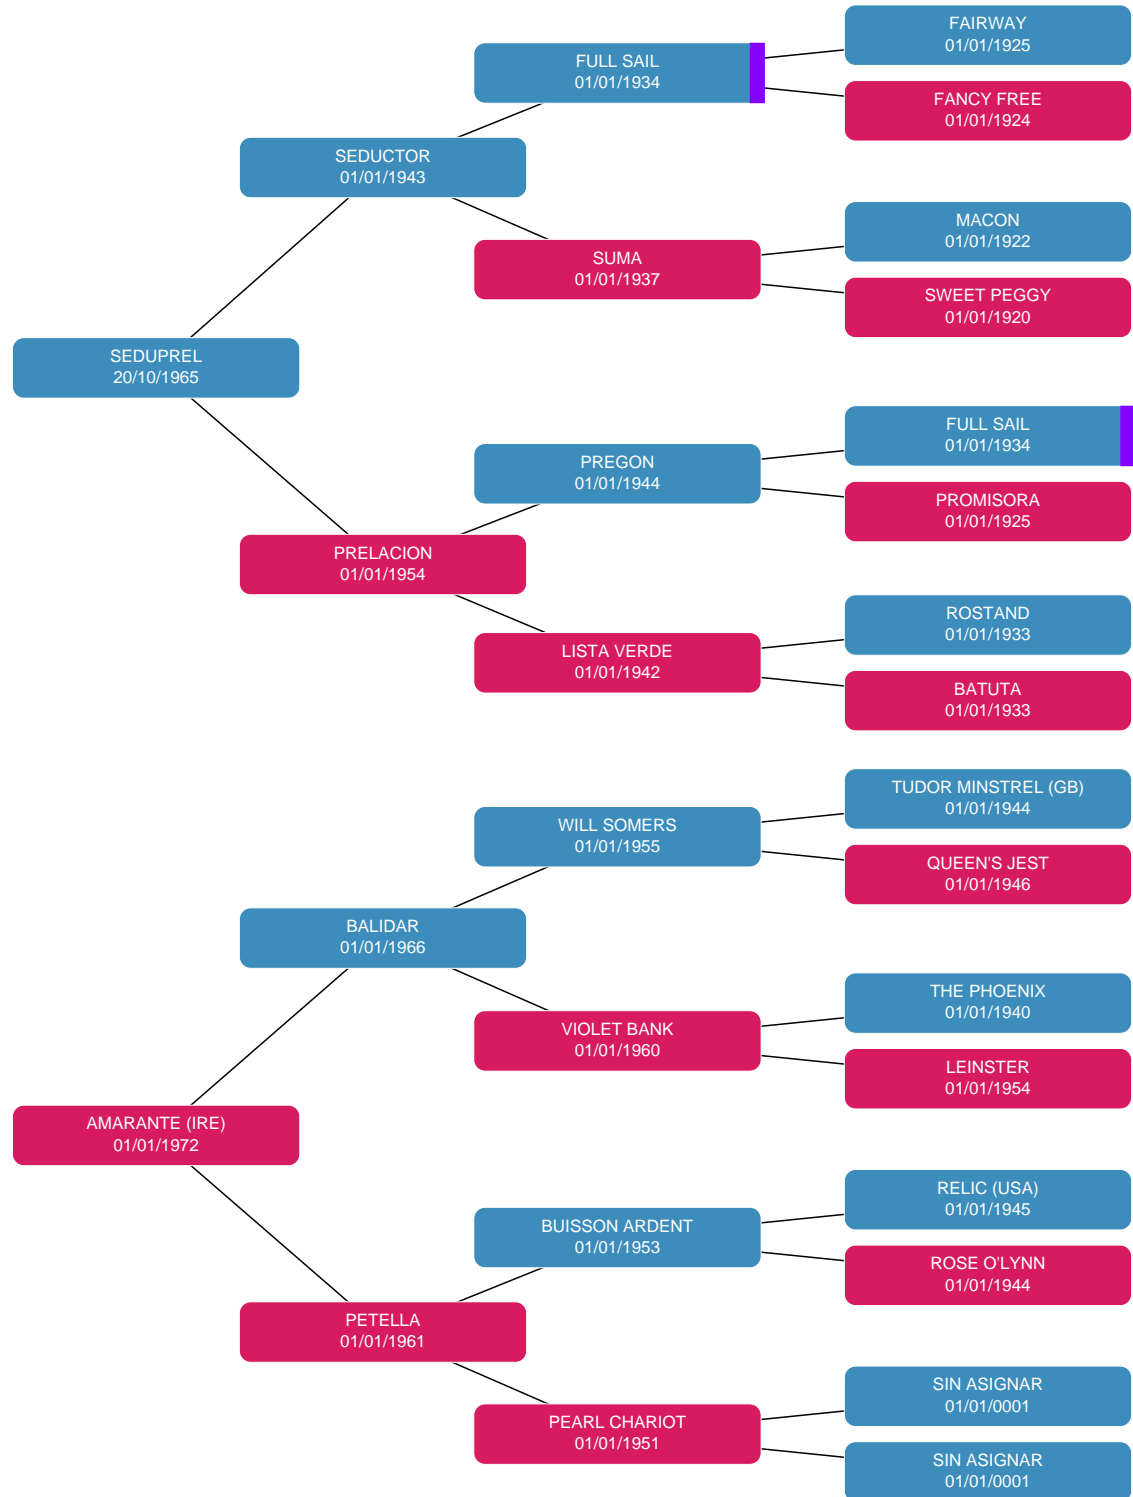 FAIRWAY
01/01/1925
FULL SAIL
01/01/1934
FANCY FREE
01/01/1924
SEDUCTOR
01/01/1943
MACON
01/01/1922
SUMA
01/01/1937
SWEET PEGGY
01/01/1920
SEDUPREL
20/10/1965
FULL SAIL
01/01/1934
PREGON
01/01/1944
PROMISORA
01/01/1925
PRELACION
01/01/1954
ROSTAND
01/01/1933
LISTA VERDE
01/01/1942
BATUTA
01/01/1933
TUDOR MINSTREL (GB)
01/01/1944
WILL SOMERS
01/01/1955
QUEEN'S JEST
01/01/1946
BALIDAR
01/01/1966
THE PHOENIX
01/01/1940
VIOLET BANK
01/01/1960
LEINSTER
01/01/1954
AMARANTE (IRE)
01/01/1972
RELIC (USA)
01/01/1945
BUISSON ARDENT
01/01/1953
ROSE O'LYNN
01/01/1944
PETELLA
01/01/1961
SIN ASIGNAR
01/01/0001
PEARL CHARIOT
01/01/1951
SIN ASIGNAR
01/01/0001